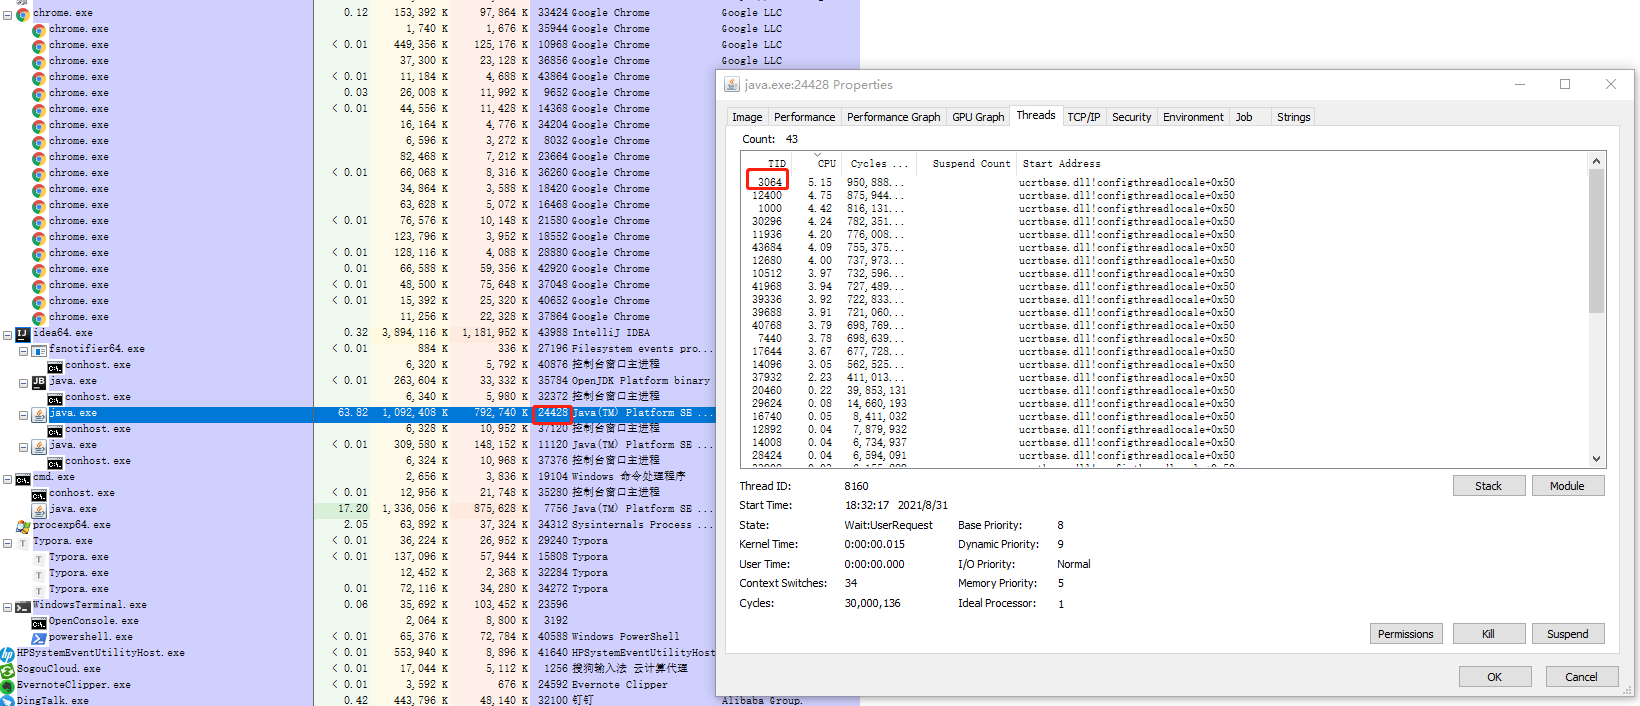 chrome.exe 0.12 153,392 K 97,864 K 33424 Google Chrome Google LLC
chrome.exe 1,740 K 1,676 K 35944 Google Chrome Google LLC
chrome.exe < 0.01 449,356 K 125,176 K 10968 Google Chrome Google LLC
chrome.exe 37,300 K 23,128 K 36856 Google Chrome Google LLC
chrome.exe < 0.01 11,184 K 4,688 K 43864 Google Chrome
chrome.exe 0.03 26,008 K 11,992 K 9652 Google Chrome
chrome.exe < 0.01 44,556 K 11,428 K 14368 Google Chrome
chrome.exe 16,164 K 4,776 K 34204 Google Chrome
chrome.exe 6,596 K 3,272 K 8032 Google Chrome
chrome.exe 82,468 K 7,212 K 23664 Google Chrome
chrome.exe < 0.01 66,068 K 8,316 K 36260 Google Chrome
chrome.exe 34,864 K 3,588 K 18420 Google Chrome
chrome.exe 63,628 K 5,072 K 16468 Google Chrome
chrome.exe < 0.01 76,576 K 10,148 K 21580 Google Chrome
chrome.exe 123,796 K 3,952 K 18552 Google Chrome
chrome.exe < 0.01 128,116 K 4,088 K 28880 Google Chrome
chrome.exe 0.01 66,588 K 59,356 K 42920 Google Chrome
chrome.exe < 0.01 48,500 K 75,648 K 37048 Google Chrome
chrome.exe < 0.01 15,392 K 25,320 K 40652 Google Chrome
chrome.exe 11,256 K 22,328 K 37864 Google Chrome
idea64.exe 0.32 3,894,116 K 1,181,952 K 43988 IntelliJ IDEA
fsnotifier64.exe < 0.01 884 K 336 K 27196 Filesystem events pro...
conhost.exe 6,320 K 5,792 K 40876 控制台窗口主进程
java.exe < 0.01 263,604 K 33,332 K 35784 OpenJDK Platform binary
conhost.exe 6,340 K 5,980 K 32372 控制台窗口主进程
java.exe 63.82 1,092,408 K 792,740 K 24428 Java(TM) Platform SE ...
conhost.exe 6,328 K 10,952 K 37120 控制台窗口主进程
java.exe < 0.01 309,580 K 148,152 K 11120 Java(TM) Platform SE ...
conhost.exe 6,324 K 10,968 K 37376 控制台窗口主进程
cmd.exe 2,656 K 3,836 K 19104 Windows 命令处理程序
conhost.exe < 0.01 12,956 K 21,748 K 35280 控制台窗口主进程
java.exe 17.20 1,336,056 K 875,628 K 7756 Java(TM) Platform SE ...
procexp64.exe 2.05 63,892 K 37,324 K 34312 Sysinternals Process ...
Typora.exe < 0.01 36,224 K 26,952 K 29240 Typora
Typora.exe < 0.01 137,096 K 57,944 K 15808 Typora
Typora.exe 12,452 K 2,368 K 32284 Typora
Typora.exe 0.01 72,116 K 34,280 K 34272 Typora
WindowsTerminal.exe 0.06 35,692 K 103,452 K 23596
OpenConsole.exe 2,064 K 8,800 K 3192
powershell.exe < 0.01 65,376 K 72,784 K 40588 Windows PowerShell
HPSystemEventUtilityHost.exe < 0.01 553,940 K 8,896 K 41640 HPSystemEventUtilityHost
SogouCloud.exe < 0.01 17,044 K 5,112 K 1256 搜狗输入法 云计算代理
EvernoteClipper.exe < 0.01 3,592 K 676 K 24592 Evernote Clipper
DingTalk.exe 0.42 443,796 K 48,140 K 32100 钉钉 Alibaba Group.
java.exe:24428 Properties
Image Performance Performance Graph GPU Graph Threads TCP/IP Security Environment Job Strings
Count: 43
TID CPU Cycles ... Suspend Count Start Address
3064 5.15 950,888... ucrtbase.dll!configthreadlocale+0x50
12400 4.75 875,944... ucrtbase.dll!configthreadlocale+0x50
1000 4.42 816,131... ucrtbase.dll!configthreadlocale+0x50
30296 4.24 782,351... ucrtbase.dll!configthreadlocale+0x50
11936 4.20 776,008... ucrtbase.dll!configthreadlocale+0x50
43684 4.09 755,375... ucrtbase.dll!configthreadlocale+0x50
12680 4.00 737,973... ucrtbase.dll!configthreadlocale+0x50
10512 3.97 732,596... ucrtbase.dll!configthreadlocale+0x50
41968 3.94 727,489... ucrtbase.dll!configthreadlocale+0x50
39336 3.92 722,833... ucrtbase.dll!configthreadlocale+0x50
39688 3.91 721,060... ucrtbase.dll!configthreadlocale+0x50
40768 3.79 698,769... ucrtbase.dll!configthreadlocale+0x50
7440 3.78 698,639... ucrtbase.dll!configthreadlocale+0x50
17644 3.67 677,728... ucrtbase.dll!configthreadlocale+0x50
14096 3.05 562,525... ucrtbase.dll!configthreadlocale+0x50
37932 2.23 411,013... ucrtbase.dll!configthreadlocale+0x50
20460 0.22 39,853,131 ucrtbase.dll!configthreadlocale+0x50
29624 0.08 14,660,193 ucrtbase.dll!configthreadlocale+0x50
16740 0.05 8,411,032 ucrtbase.dll!configthreadlocale+0x50
12892 0.04 7,879,932 ucrtbase.dll!configthreadlocale+0x50
14008 0.04 6,734,937 ucrtbase.dll!configthreadlocale+0x50
28424 0.04 6,594,091 ucrtbase.dll!configthreadlocale+0x50
Thread ID: 8160 Stack Module
Start Time: 18:32:17 2021/8/31
State: Wait:UserRequest Base Priority: 8
Kernel Time: 0:00:00.015 Dynamic Priority: 9
User Time: 0:00:00.000 I/O Priority: Normal
Context Switches: 34 Memory Priority: 5
Cycles: 30,000,136 Ideal Processor: 1
Permissions Kill Suspend
OK Cancel